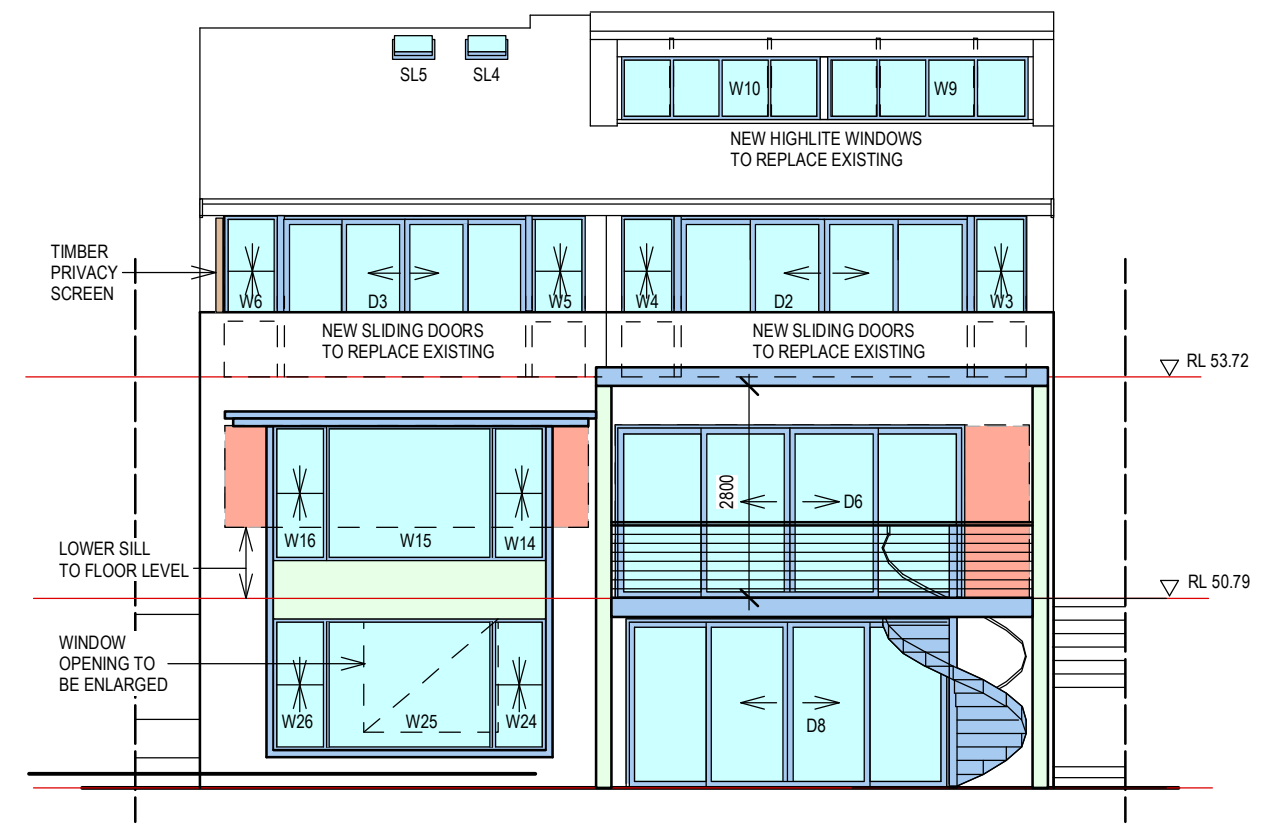 SL5
SL4
W10
W9
NEW HIGHLITE WINDOWS
TO REPLACE EXISTING
TIMBER
PRIVACY
SCREEN
W6
D3
W5
W4
D2
W3
NEW SLIDING DOORS
TO REPLACE EXISTING
NEW SLIDING DOORS
TO REPLACE EXISTING
RL 53.72
2800
D6
W16
W15
W14
LOWER SILL
TO FLOOR LEVEL
RL 50.79
WINDOW
OPENING TO
BE ENLARGED
W26
W25
W24
D8